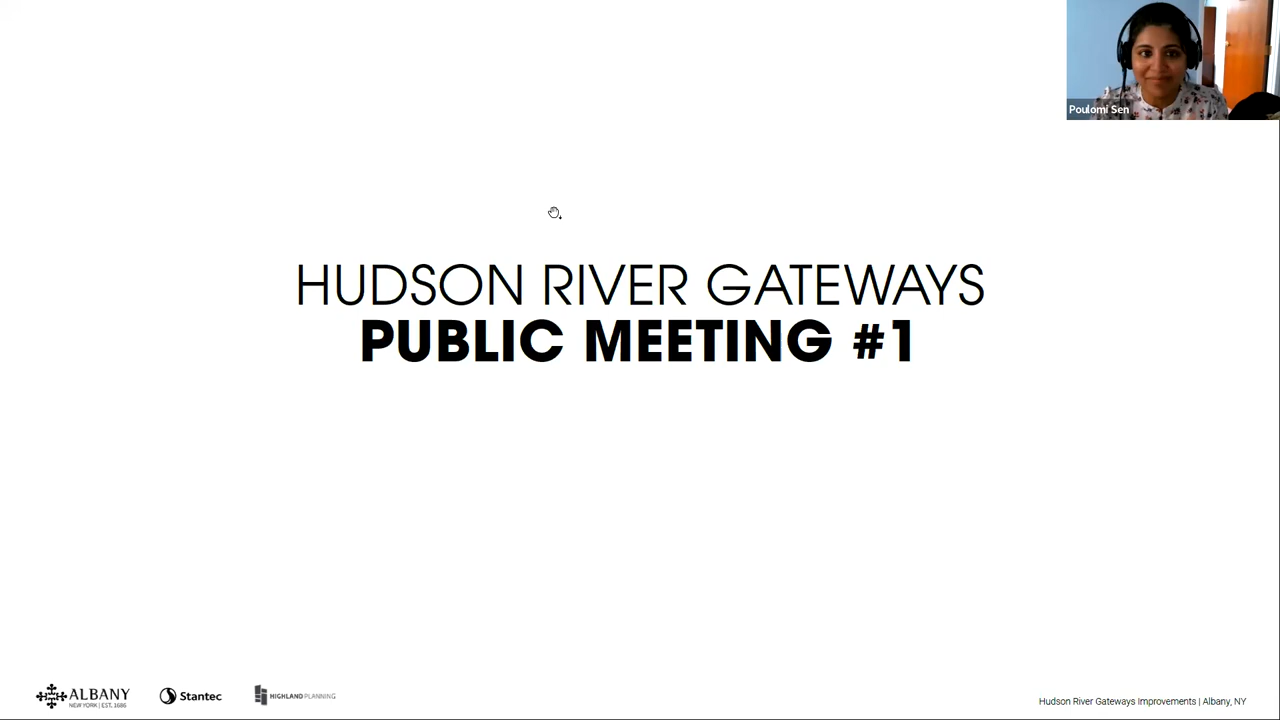 Poulomi Sen
HUDSON RIVER GATEWAYS
PUBLIC MEETING #1
ALBANY
NEW YORK | EST. 1686
Stantec
HIGHLAND PLANNING
Hudson River Gateways Improvements | Albany, NY